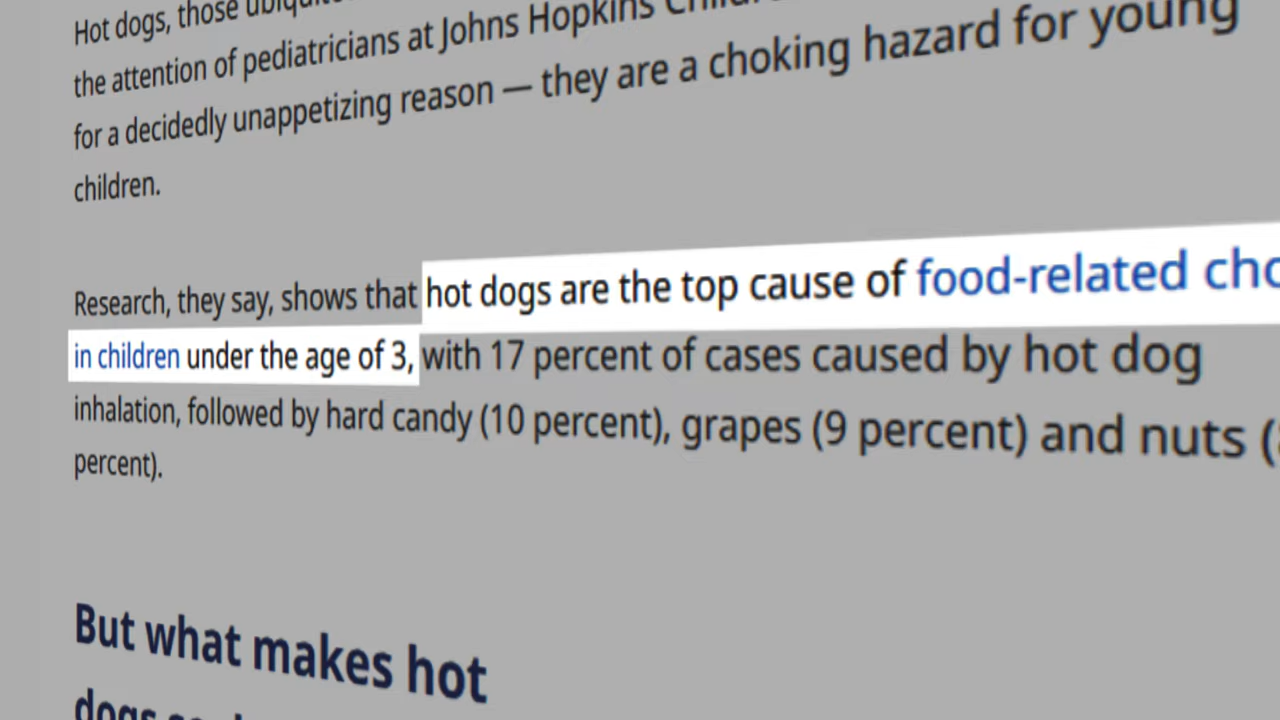 Hot dogs, those
the attention of pediatricians at Johns Hopkins
for a decidedly unappetizing reason — they are a choking hazard for young
children.
Research, they say, shows that hot dogs are the top cause of food-related
in children under the age of 3, with 17 percent of cases caused by hot dog
inhalation, followed by hard candy (10 percent), grapes (9 percent) and nuts (
percent).
But what makes hot
dogs